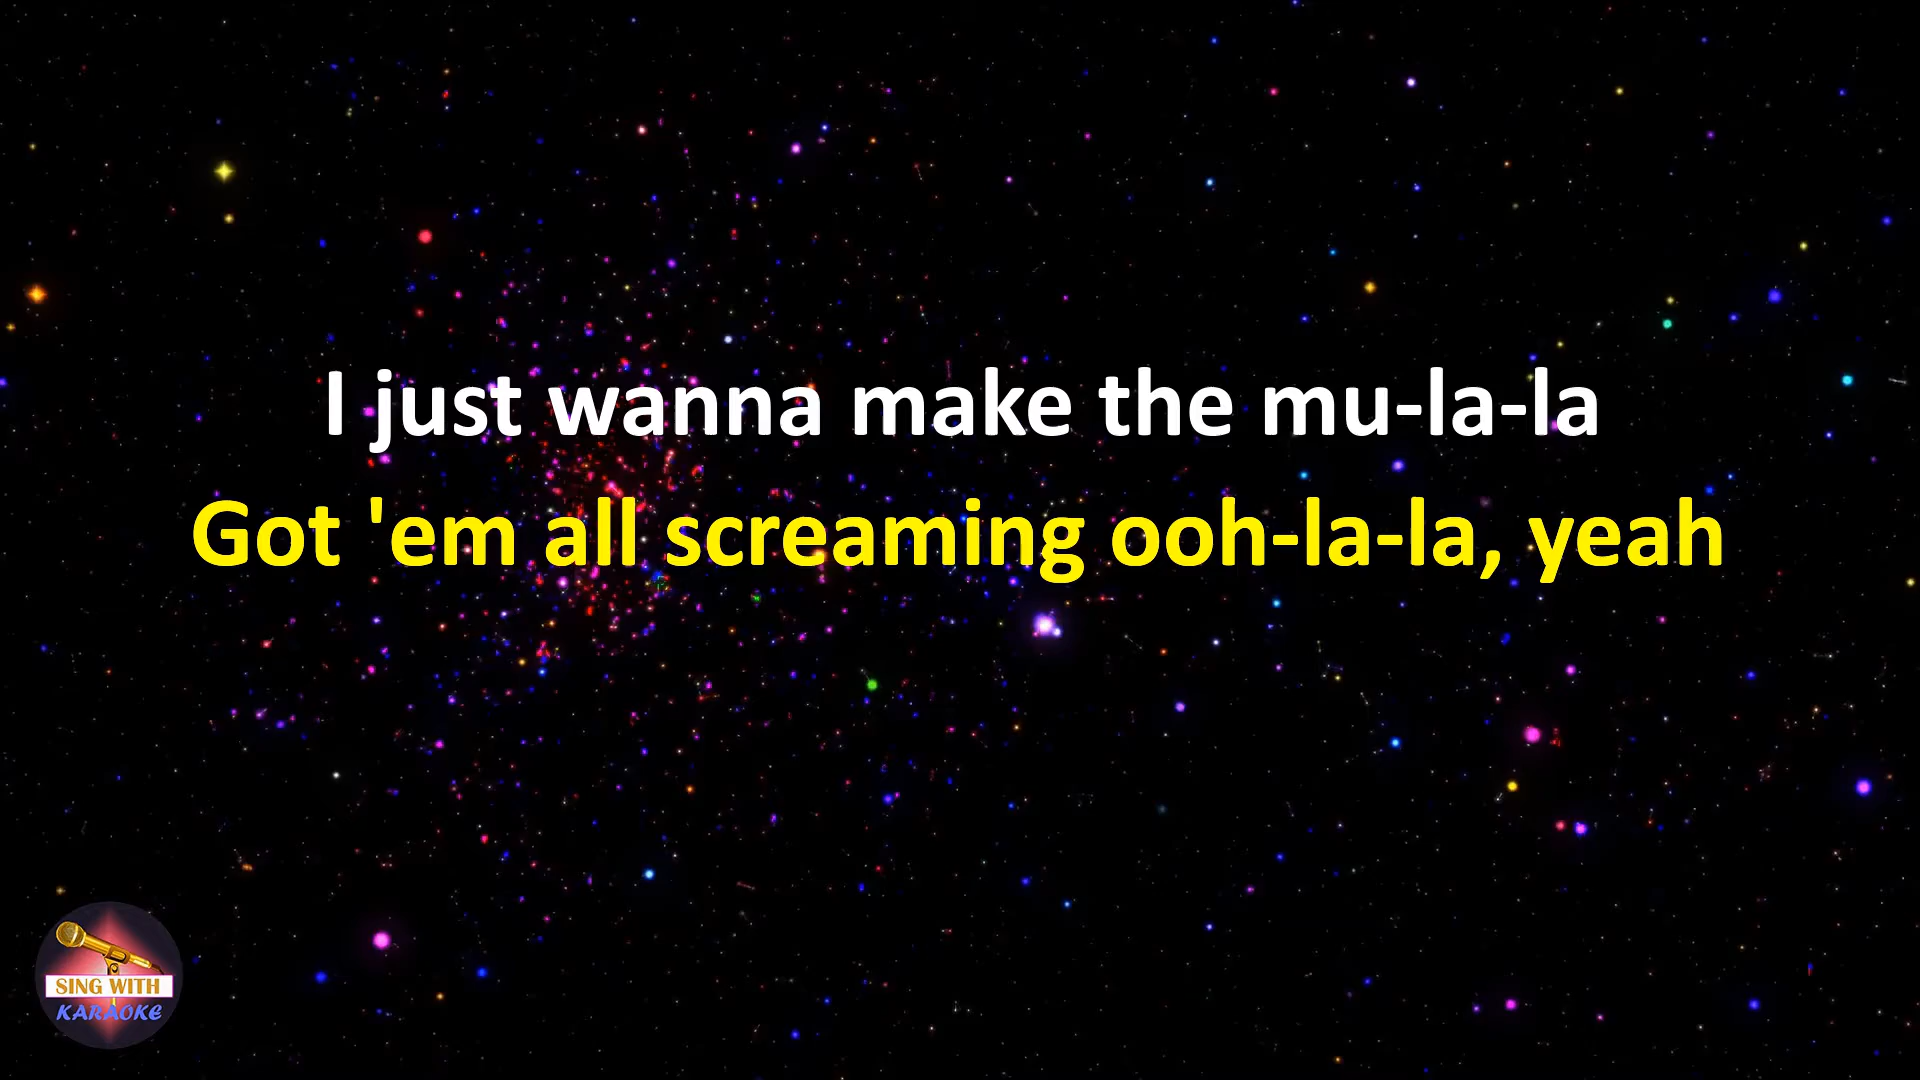 I just wanna make the mu-la-la
Got 'em all screaming ooh-la-la, yeah
SING WITH
KARAOKE